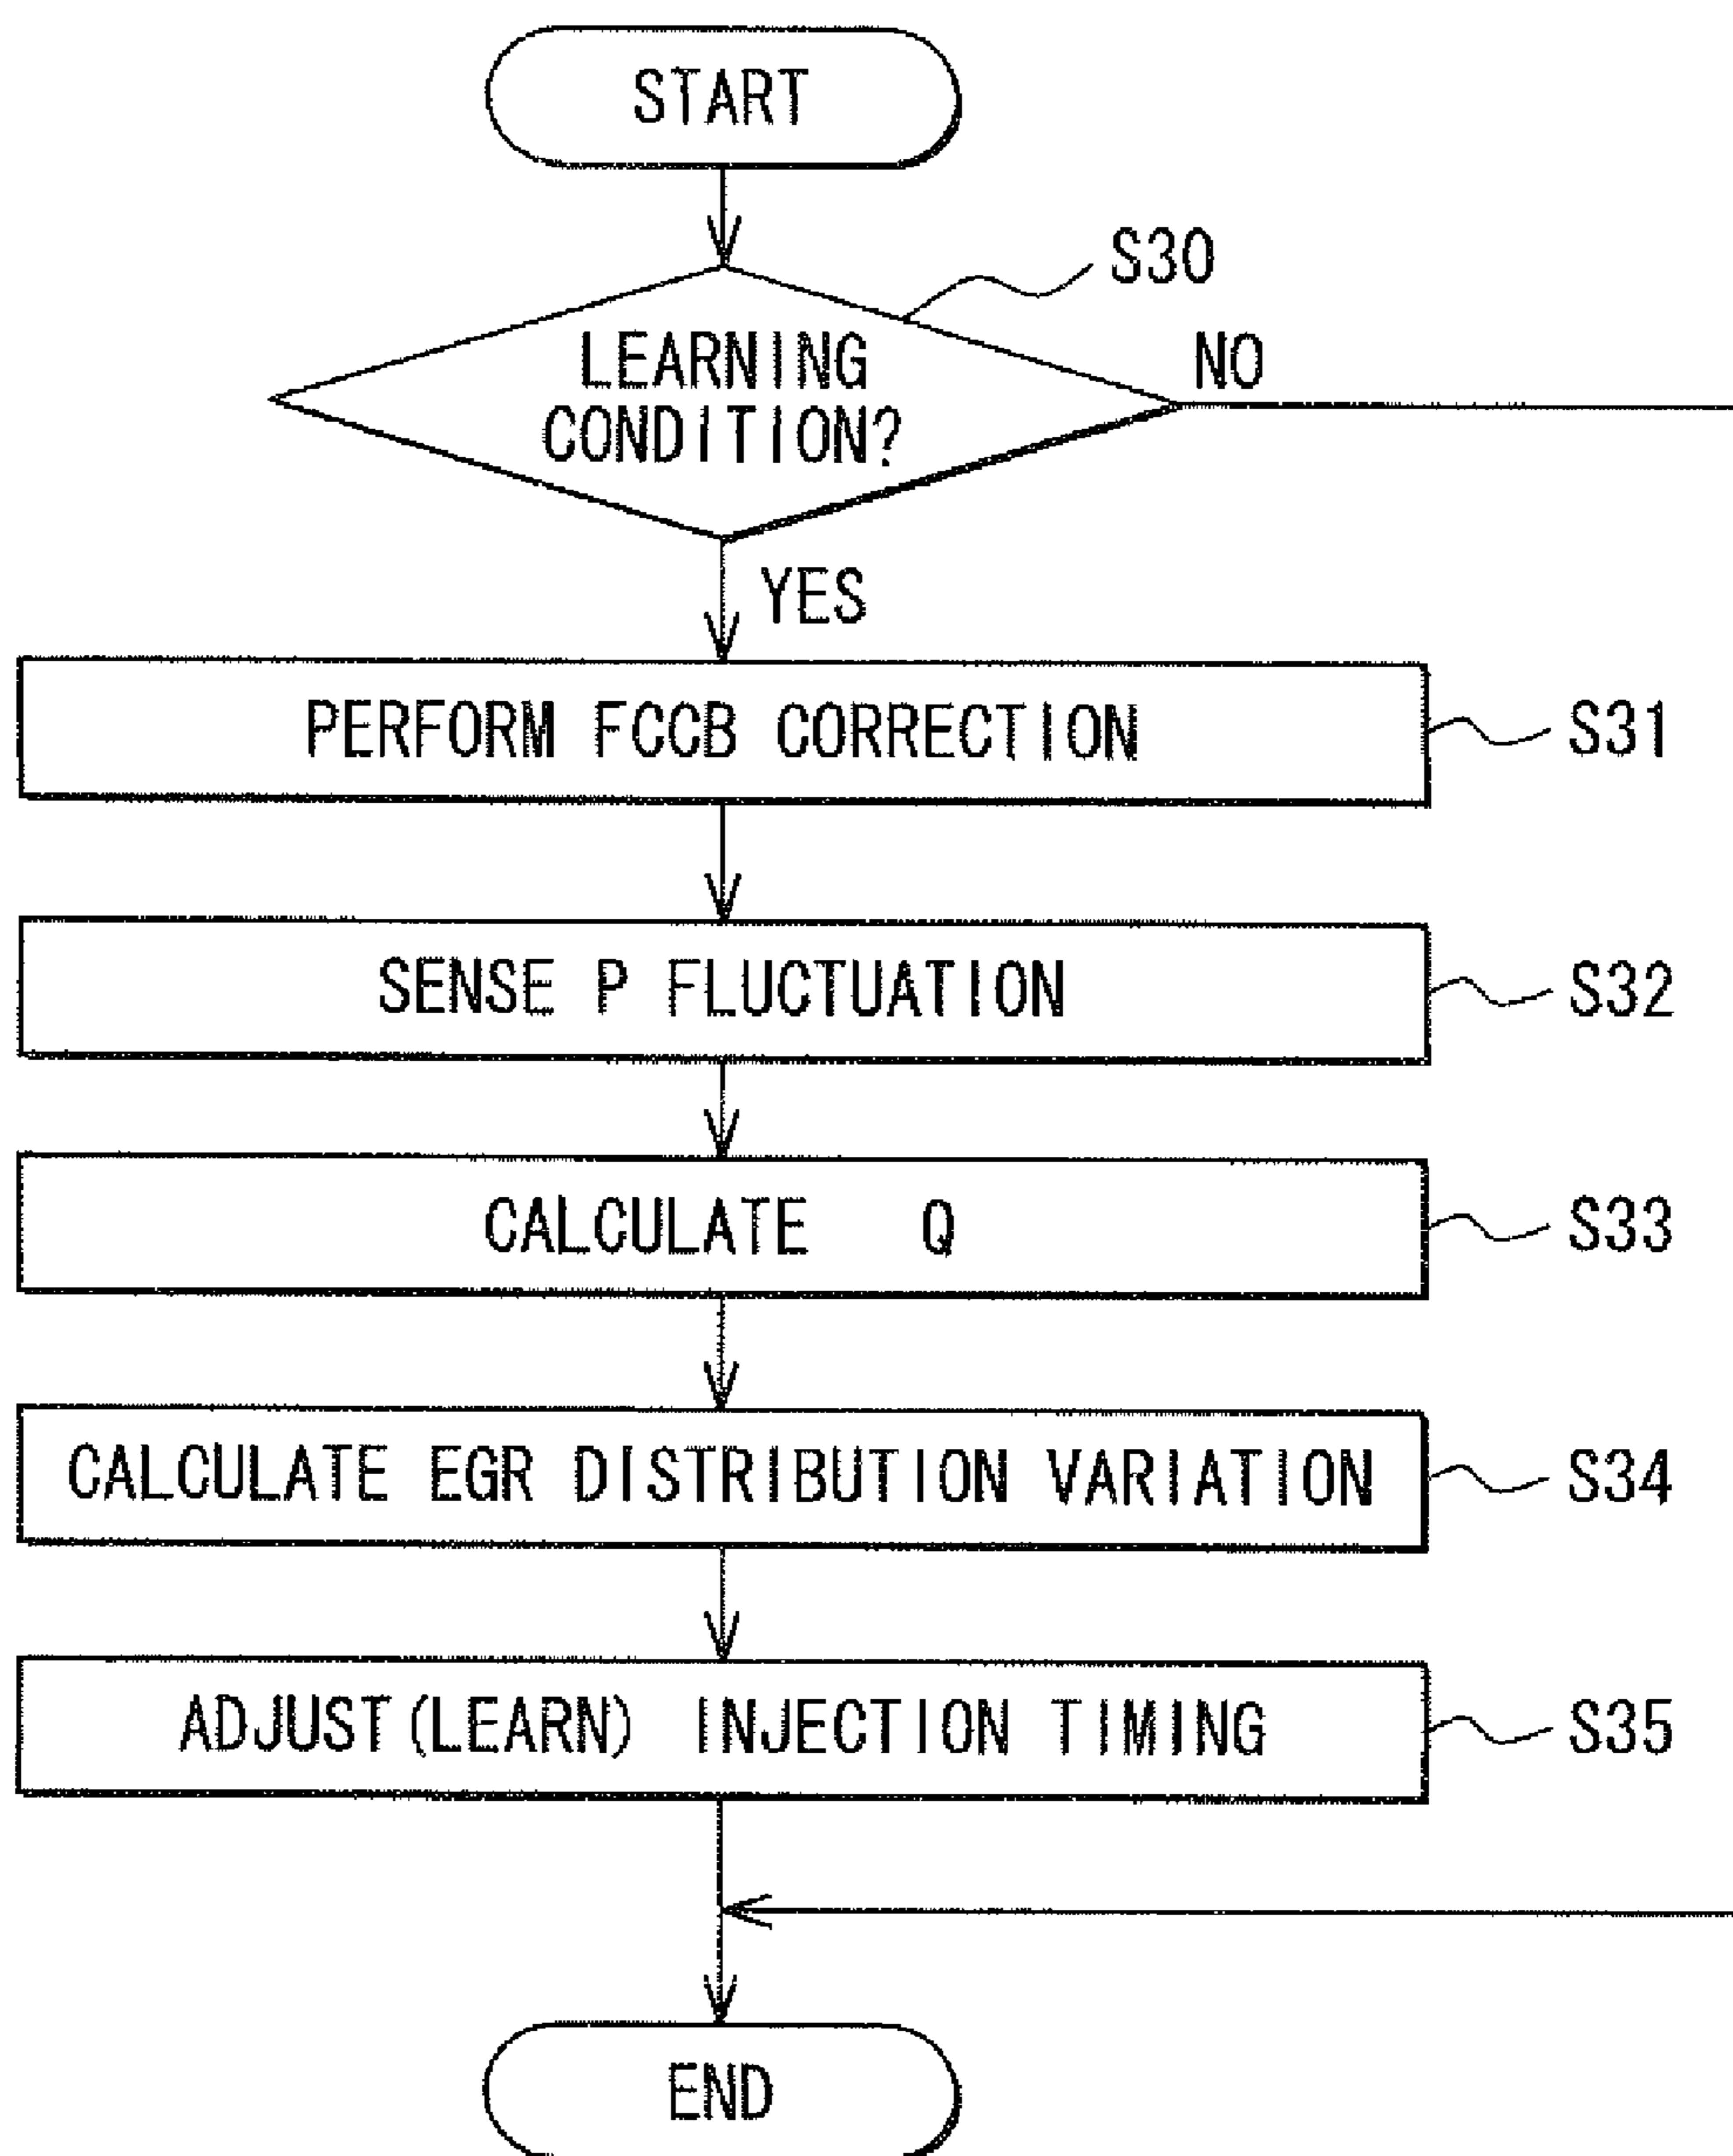 START
S30
LEARNING
CONDITION?
NO
YES
PERFORM FCCB CORRECTION
S31
SENSE P FLUCTUATION
S32
CALCULATE Q
S33
CALCULATE EGR DISTRIBUTION VARIATION
S34
ADJUST(LEARN) INJECTION TIMING
S35
END